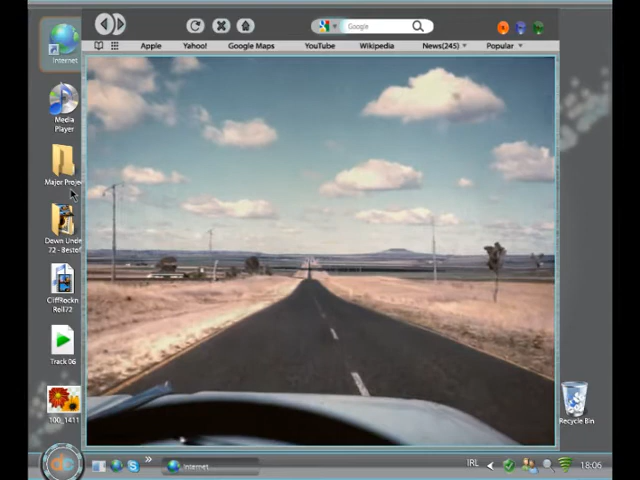 Google
Apple
Yahoo!
Google Maps
YouTube
Wikipedia
News(245)
Popular
Internet
Media
Player
Major Projec
Down Unde
72 - Bestof
CliffRockn
Roll72
Track 06
100_1411
Recycle Bin
dc
Internet
IRL
18:06